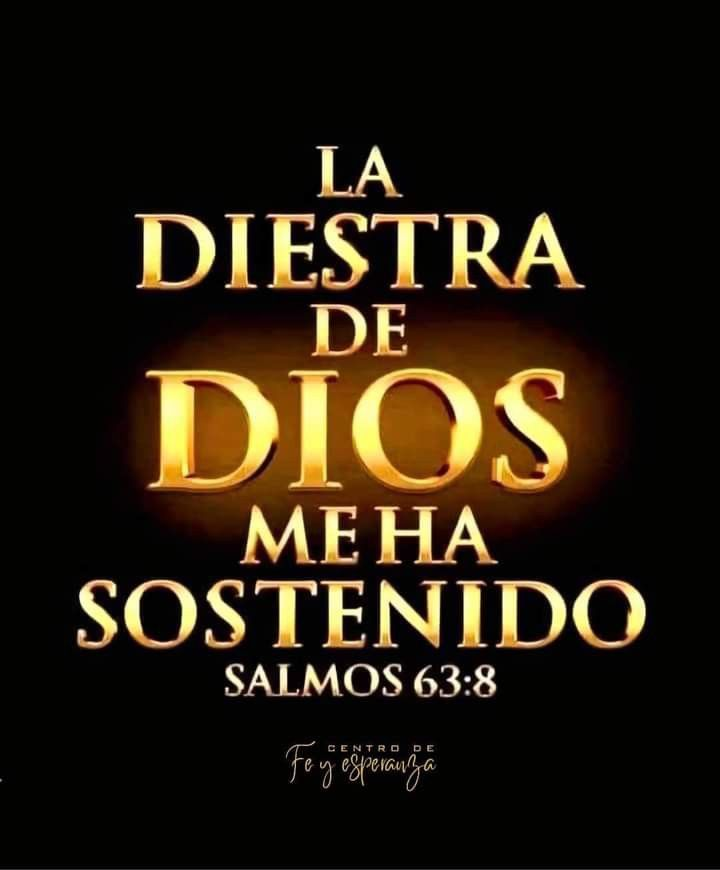 LA
DIESTRA
DE
DIOS
ME HA
SOSTENIDO
SALMOS 63:8
CENTRO DE
Fe y esperanza